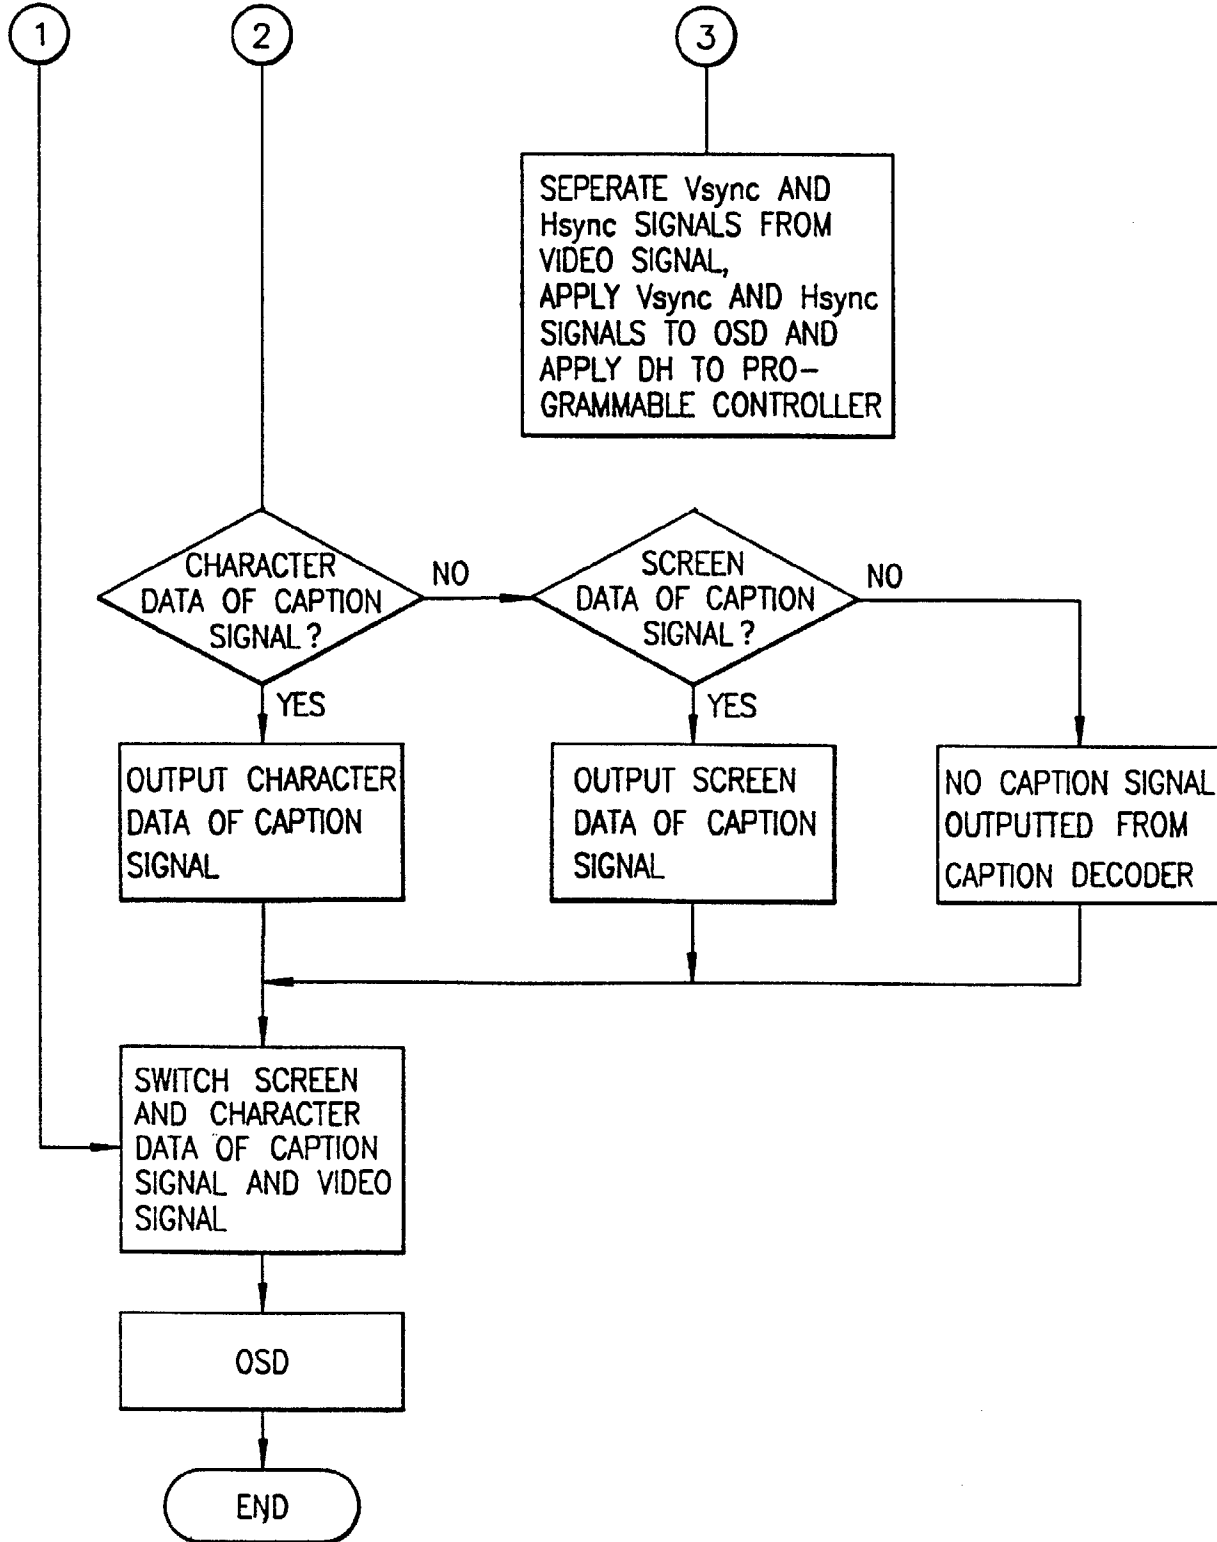 1
2
3
SEPERATE Vsync AND
Hsync SIGNALS FROM
VIDEO SIGNAL,
APPLY Vsync AND Hsync
SIGNALS TO OSD AND
APPLY DH TO PRO-
GRAMMABLE CONTROLLER
CHARACTER
DATA OF CAPTION
SIGNAL?
NO
SCREEN
DATA OF CAPTION
SIGNAL?
NO
YES
YES
OUTPUT CHARACTER
DATA OF CAPTION
SIGNAL
OUTPUT SCREEN
DATA OF CAPTION
SIGNAL
NO CAPTION SIGNAL
OUTPUTTED FROM
CAPTION DECODER
SWITCH SCREEN
AND CHARACTER
DATA OF CAPTION
SIGNAL AND VIDEO
SIGNAL
OSD
END